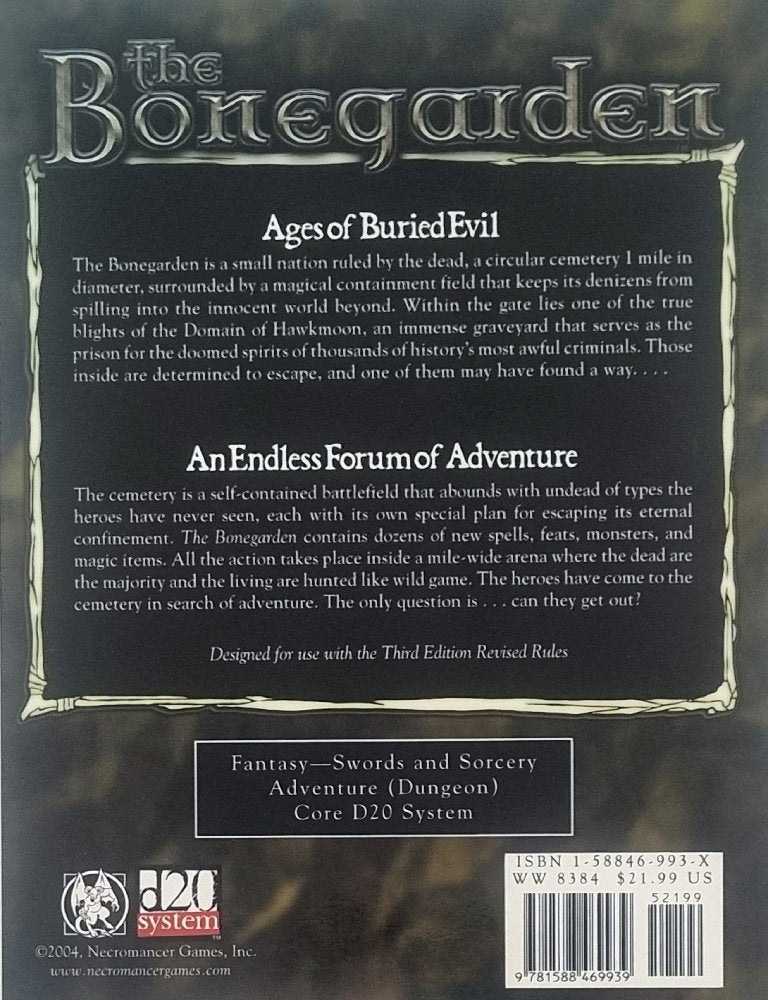 the
Bonegarden
Ages of Buried Evil
The Bonegarden is a small nation ruled by the dead, a circular cemetery 1 mile in
diameter, surrounded by a magical containment field that keeps its denizens from
spilling into the innocent world beyond. Within the gate lies one of the true
blights of the Domain of Hawkmoon, an immense graveyard that serves as the
prison for the doomed spirits of thousands of history's most awful criminals. Those
inside are determined to escape, and one of them may have found a way. . . .
An Endless Forum of Adventure
The cemetery is a self-contained battlefield that abounds with undead of types the
heroes have never seen, each with its own special plan for escaping its eternal
confinement. The Bonegarden contains dozens of new spells, feats, monsters, and
magic items. All the action takes place inside a mile-wide arena where the dead are
the majority and the living are hunted like wild game. The heroes have come to the
cemetery in search of adventure. The only question is . . . can they get out?
Designed for use with the Third Edition Revised Rules
Fantasy—Swords and Sorcery
Adventure (Dungeon)
Core D20 System
ISBN 1-58846-993-X
WW 8384 $21.99 US
52199
9 781588 469939
d20
system™
©2004, Necromancer Games, Inc.
www.necromancergames.com